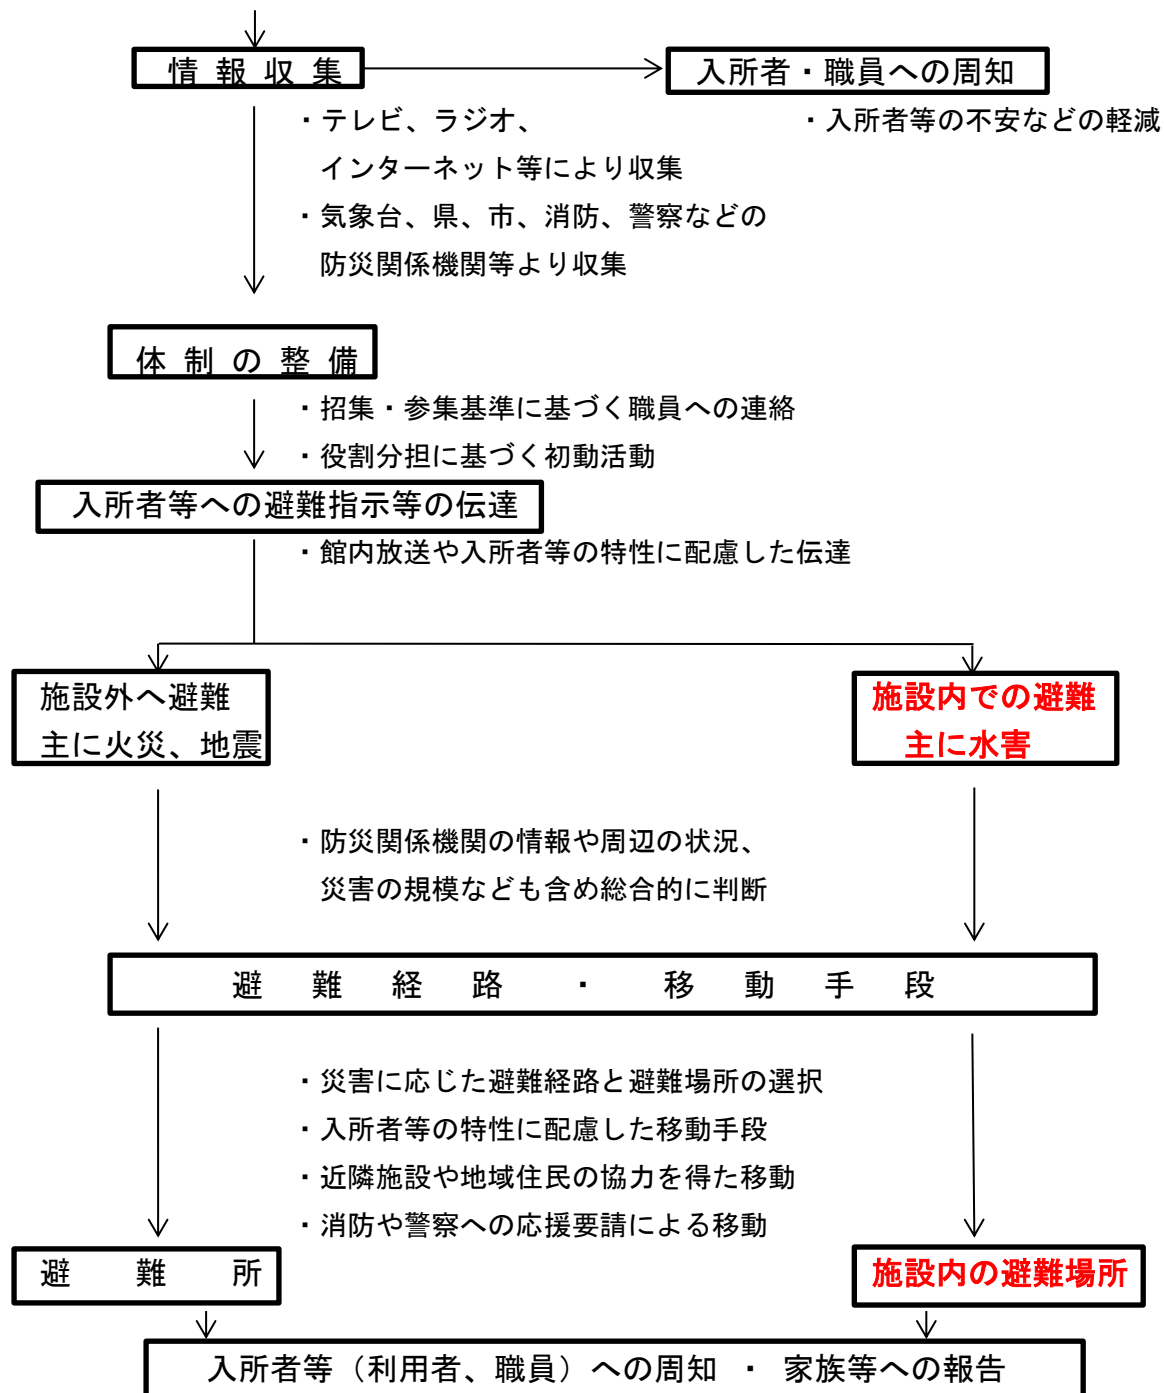 情報収集
入所者・職員への周知
・テレビ、ラジオ、
インターネット等により収集
・入所者等の不安などの軽減
・気象台、県、市、消防、警察などの
防災関係機関等より収集
体制の整備
・招集・参集基準に基づく職員への連絡
・役割分担に基づく初動活動
入所者等への避難指示等の伝達
・館内放送や入所者等の特性に配慮した伝達
施設外へ避難
主に火災、地震
施設内での避難
主に水害
・防災関係機関の情報や周辺の状況、
災害の規模なども含め総合的に判断
避難経路・移動手段
・災害に応じた避難経路と避難場所の選択
・入所者等の特性に配慮した移動手段
・近隣施設や地域住民の協力を得た移動
・消防や警察への応援要請による移動
避難所
施設内の避難場所
入所者等（利用者、職員）への周知 ・ 家族等への報告